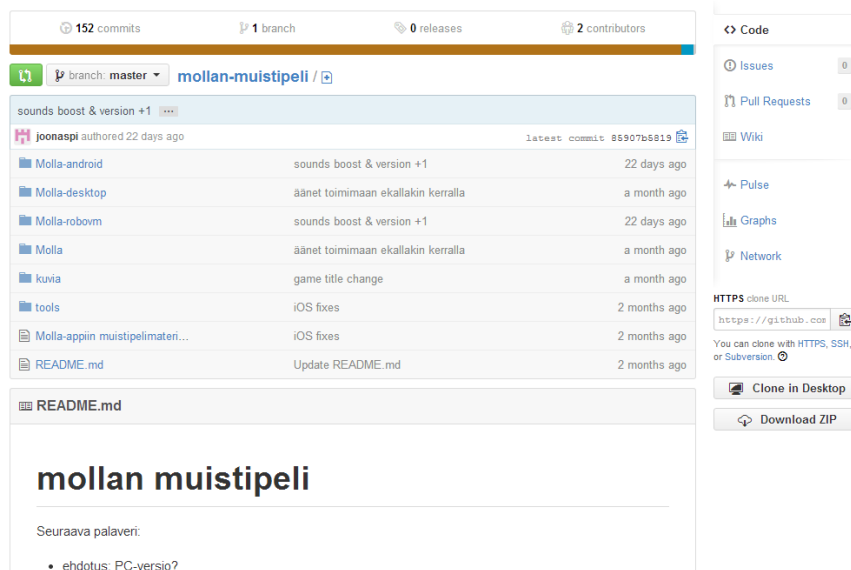 152 commits 1 branch 0 releases 2 contributors
branch: master mollan-muistipeli /
sounds boost & version +1 ...
joonaspi authored 22 days ago latest commit 85907b5819
Molla-android sounds boost & version +1 22 days ago
Molla-desktop äänet toimimaan ekallakin kerralla a month ago
Molla-robovm sounds boost & version +1 22 days ago
Molla äänet toimimaan ekallakin kerralla a month ago
kuvia game title change a month ago
tools iOS fixes 2 months ago
Molla-appiin muistipelimateri... iOS fixes 2 months ago
README.md Update README.md 2 months ago
README.md
mollan muistipeli
Seuraava palaveri:
• ehdotus: PC-versio?
Code
Issues 0
Pull Requests 0
Wiki
Pulse
Graphs
Network
HTTPS clone URL
https://github.com
You can clone with HTTPS, SSH,
or Subversion.
Clone in Desktop
Download ZIP